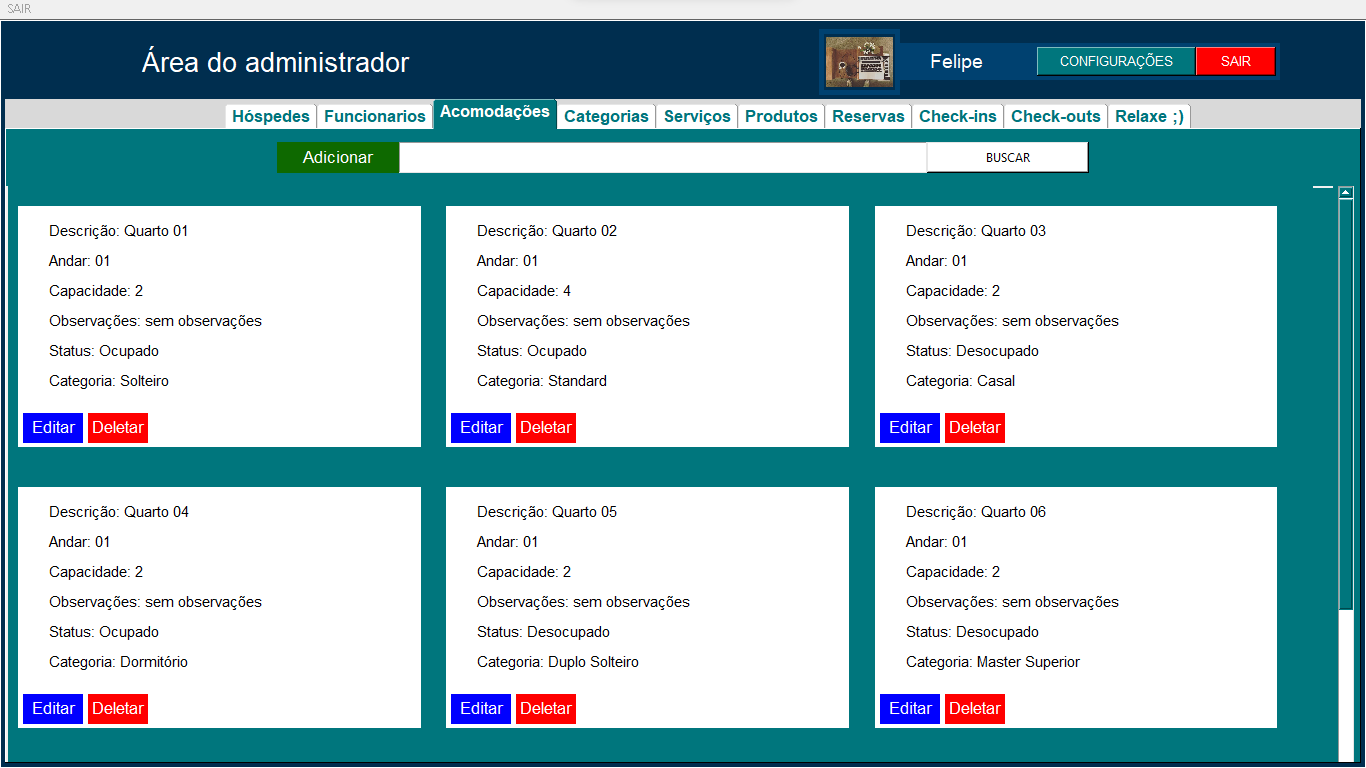 SAIR
Área do administrador
Felipe
CONFIGURAÇÕES
SAIR
Hóspedes Funcionarios Acomodações Categorias Serviços Produtos Reservas Check-ins Check-outs Relaxe ;)
Adicionar
BUSCAR
Descrição: Quarto 01
Andar: 01
Capacidade: 2
Observações: sem observações
Status: Ocupado
Categoria: Solteiro
Editar Deletar
Descrição: Quarto 02
Andar: 01
Capacidade: 4
Observações: sem observações
Status: Ocupado
Categoria: Standard
Editar Deletar
Descrição: Quarto 03
Andar: 01
Capacidade: 2
Observações: sem observações
Status: Desocupado
Categoria: Casal
Editar Deletar
Descrição: Quarto 04
Andar: 01
Capacidade: 2
Observações: sem observações
Status: Ocupado
Categoria: Dormitório
Editar Deletar
Descrição: Quarto 05
Andar: 01
Capacidade: 2
Observações: sem observações
Status: Desocupado
Categoria: Duplo Solteiro
Editar Deletar
Descrição: Quarto 06
Andar: 01
Capacidade: 2
Observações: sem observações
Status: Desocupado
Categoria: Master Superior
Editar Deletar